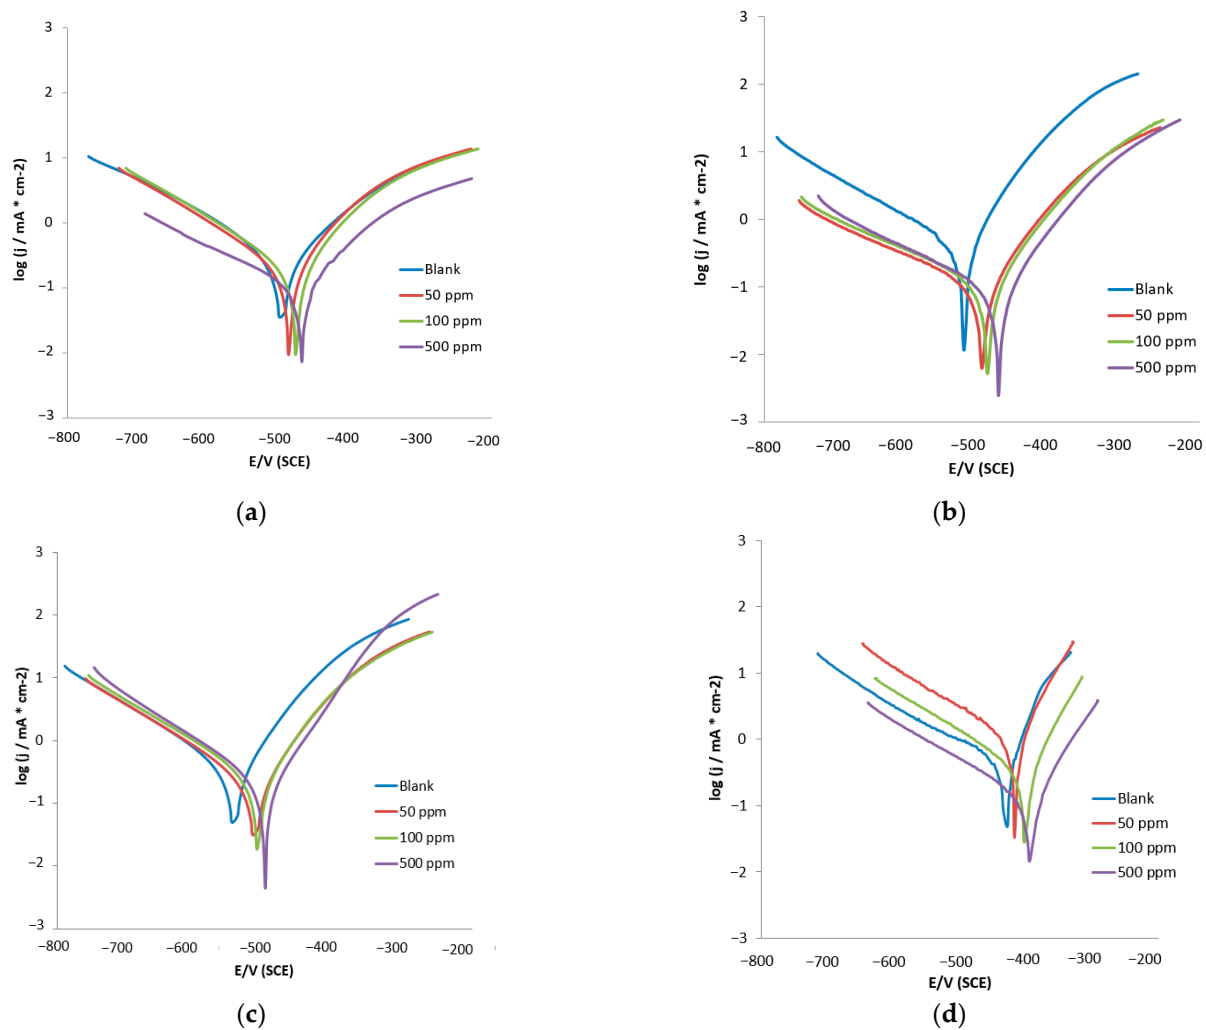 3
2
1
0
−1
−2
−3
log (j / mA * cm-2)
Blank
50 ppm
100 ppm
500 ppm
−800 −700 −600 −500 −400 −300 −200
E/V (SCE)
(a)
3
2
1
0
−1
−2
−3
log (j / mA * cm-2)
Blank
50 ppm
100 ppm
500 ppm
−800 −700 −600 −500 −400 −300 −200
E/V (SCE)
(b)
3
2
1
0
−1
−2
−3
log (j / mA * cm-2)
Blank
50 ppm
100 ppm
500 ppm
−800 −700 −600 −500 −400 −300 −200
E/V (SCE)
(c)
3
2
1
0
−1
−2
−3
log (j / mA * cm-2)
Blank
50 ppm
100 ppm
500 ppm
−800 −700 −600 −500 −400 −300 −200
E/V (SCE)
(d)